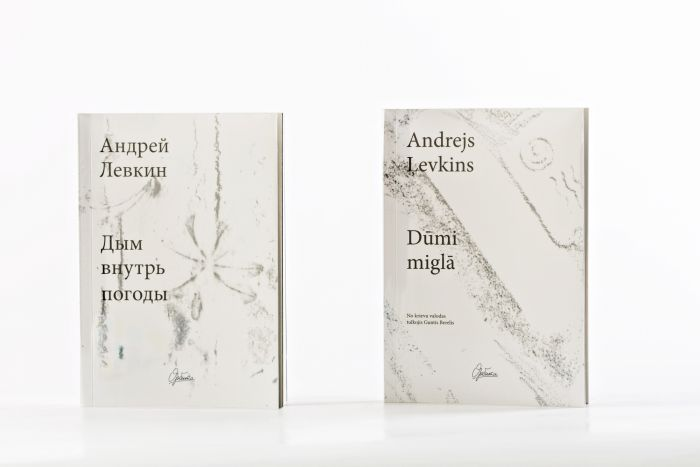 Андрей
Левкин
Дым
внутрь
погоды
Andrejs
Levkins
Dūmi
miglā
No krievu valodas
tulkojis Guntis Berelis